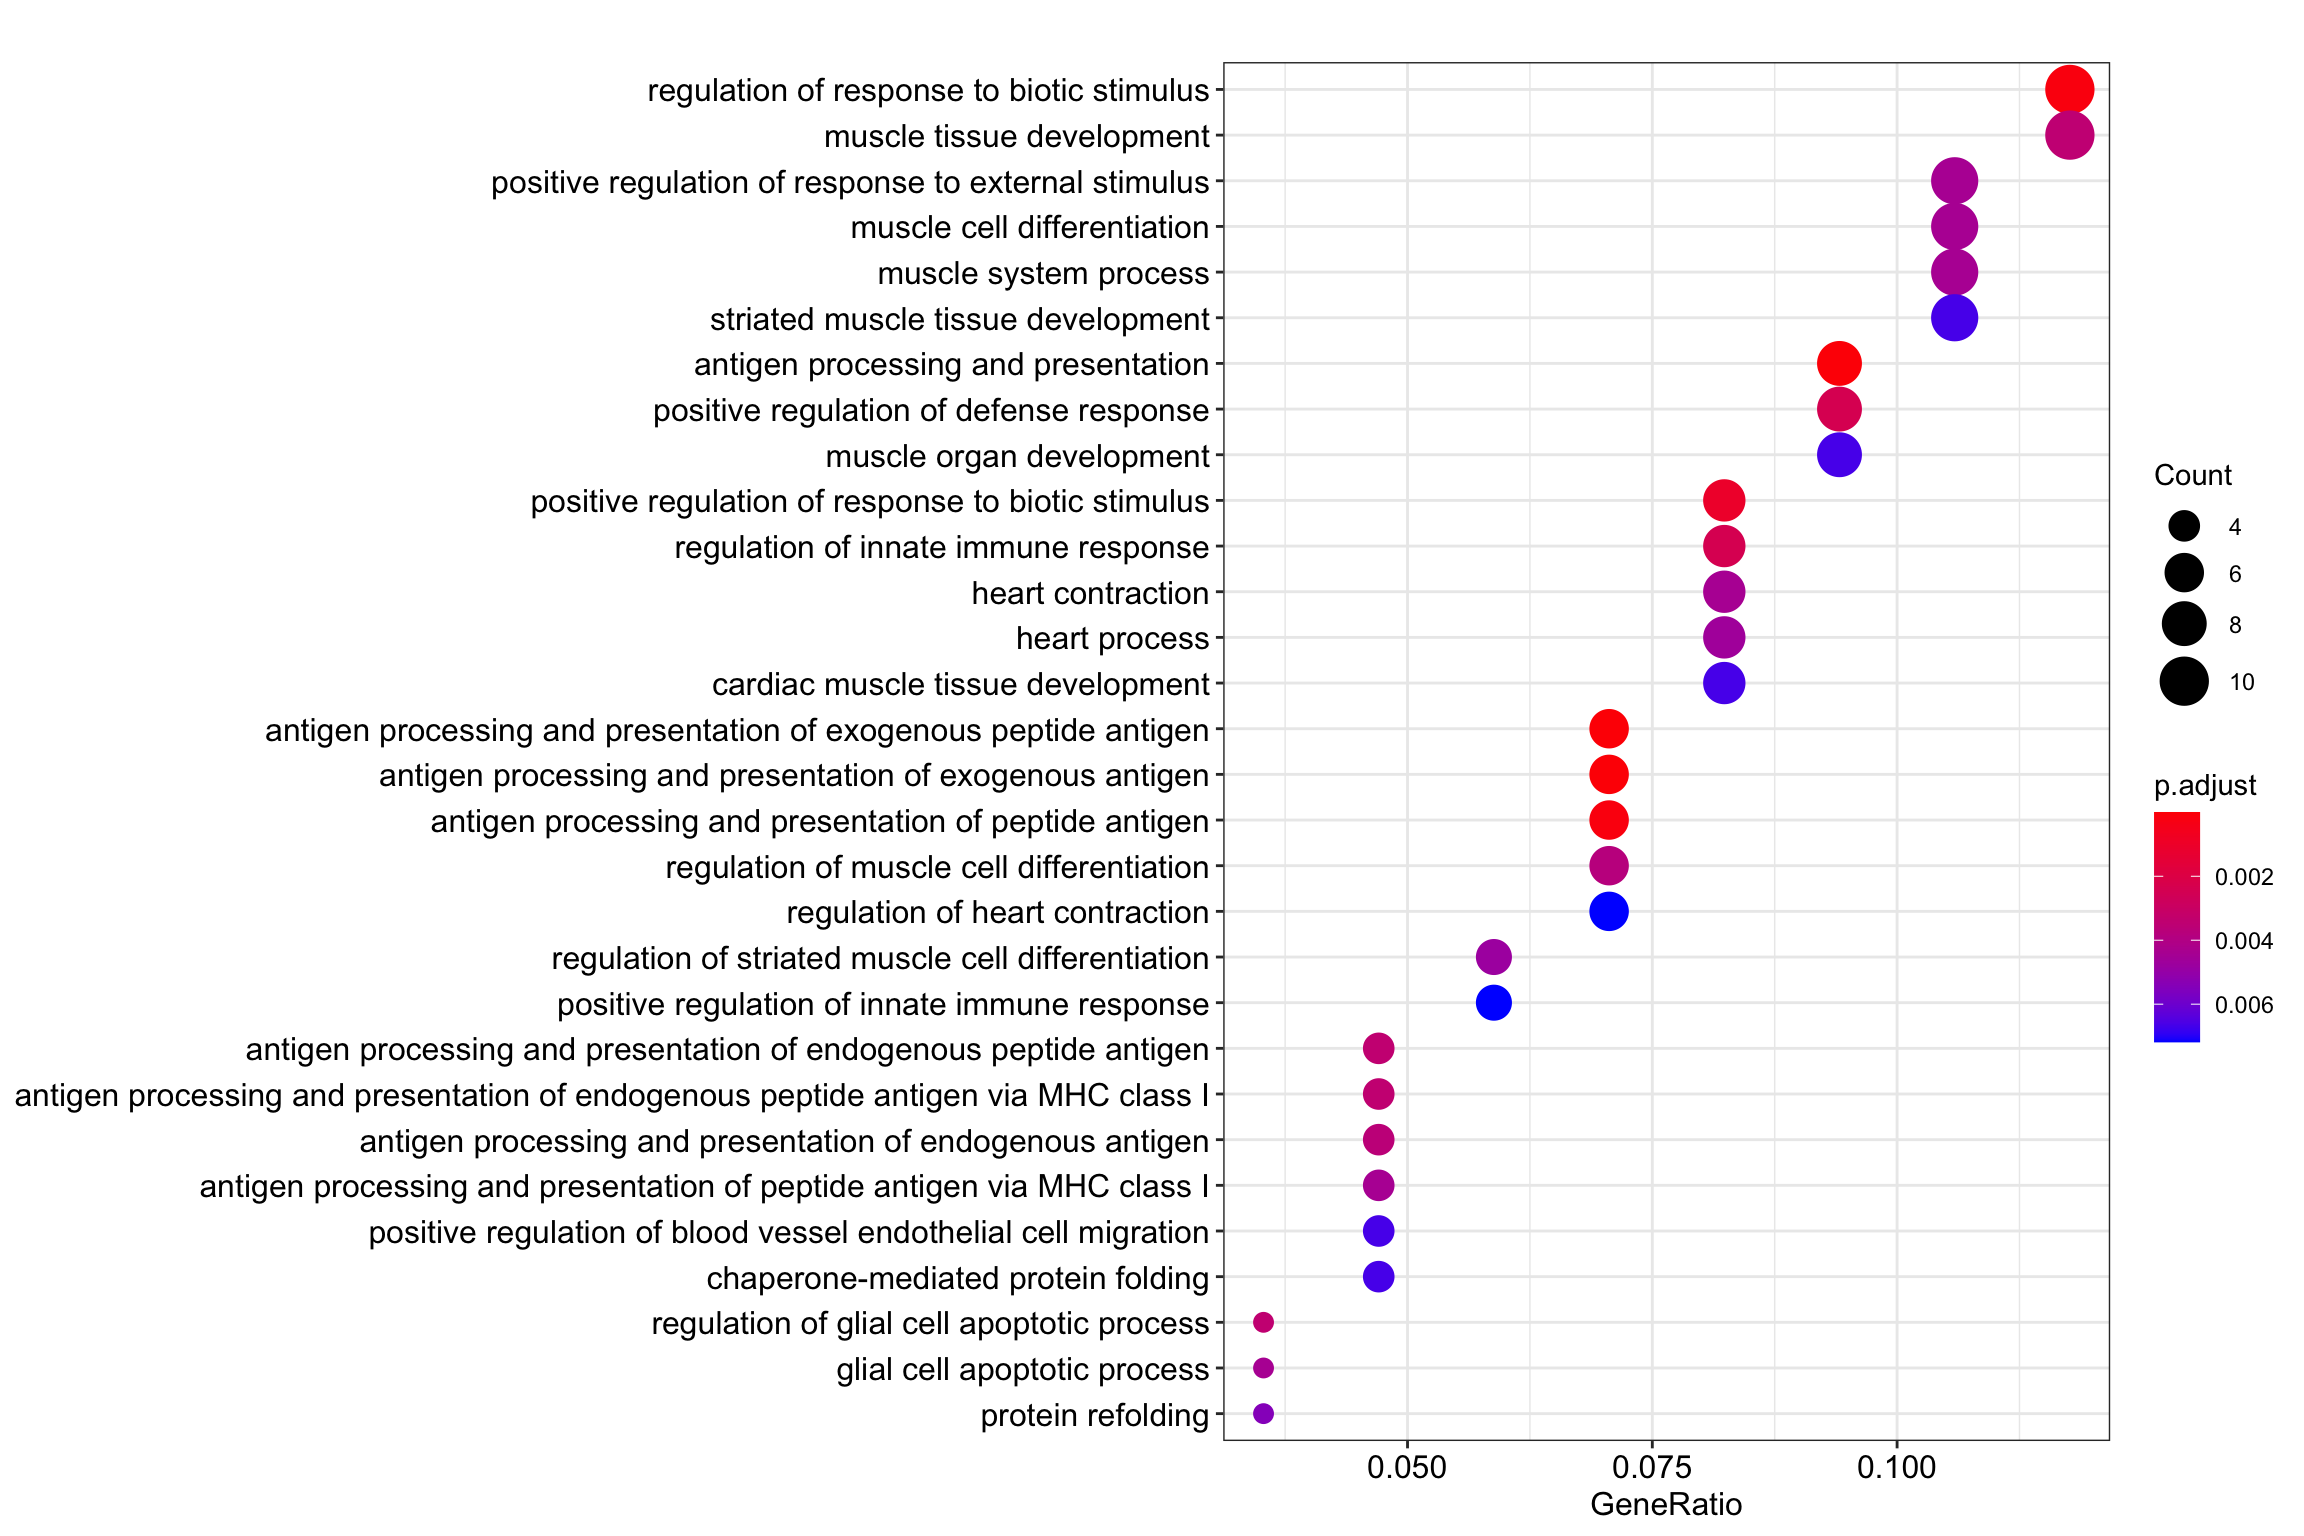 regulation of response to biotic stimulus
muscle tissue development
positive regulation of response to external stimulus
muscle cell differentiation
muscle system process
striated muscle tissue development
antigen processing and presentation
positive regulation of defense response
muscle organ development
positive regulation of response to biotic stimulus
regulation of innate immune response
heart contraction
heart process
cardiac muscle tissue development
antigen processing and presentation of exogenous peptide antigen
antigen processing and presentation of exogenous antigen
antigen processing and presentation of peptide antigen
regulation of muscle cell differentiation
regulation of heart contraction
regulation of striated muscle cell differentiation
positive regulation of innate immune response
antigen processing and presentation of endogenous peptide antigen
antigen processing and presentation of endogenous peptide antigen via MHC class I
antigen processing and presentation of endogenous antigen
antigen processing and presentation of peptide antigen via MHC class I
positive regulation of blood vessel endothelial cell migration
chaperone-mediated protein folding
regulation of glial cell apoptotic process
glial cell apoptotic process
protein refolding
0.050 0.075 0.100
GeneRatio
Count
4
6
8
10
p.adjust
0.002
0.004
0.006